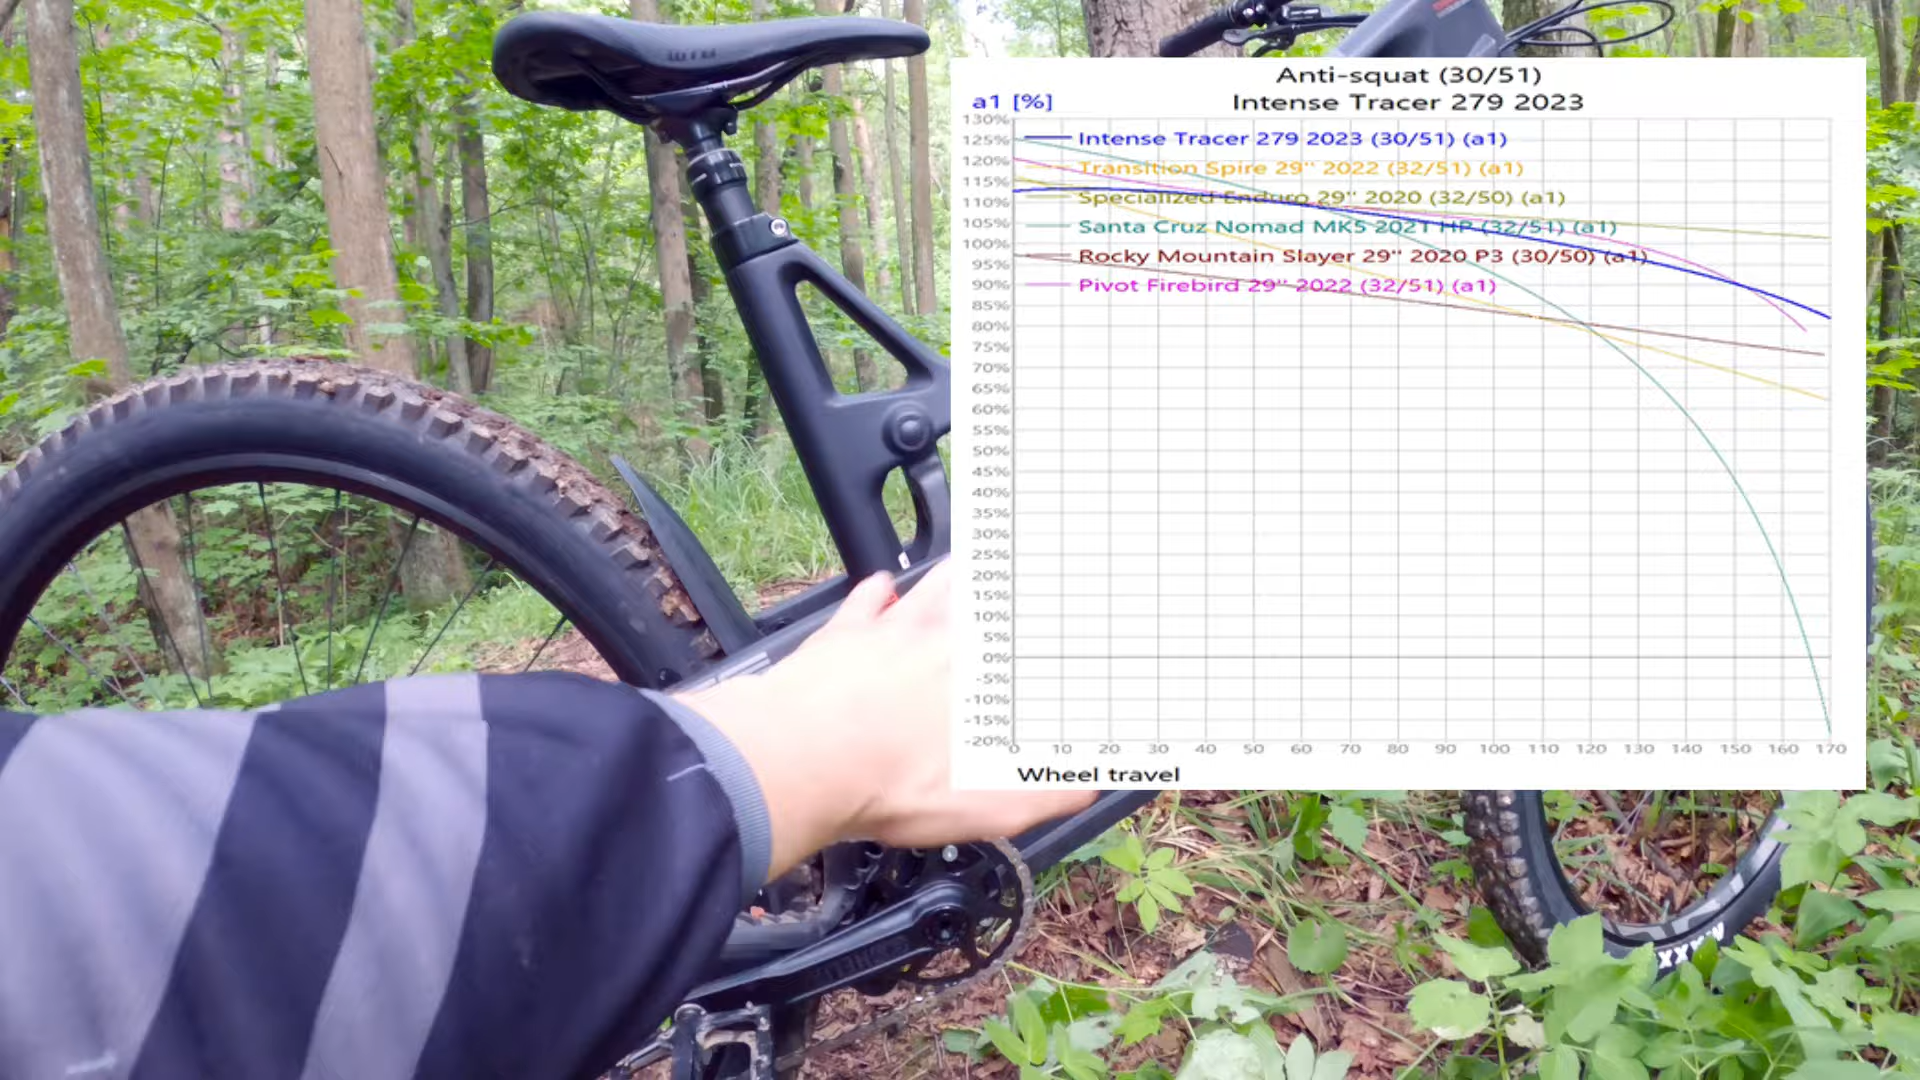 WTB
Anti-squat (30/51)
Intense Tracer 279 2023
a1 [%]
130%
125%
120%
115%
110%
105%
100%
95%
90%
85%
80%
75%
70%
65%
60%
55%
50%
45%
40%
35%
30%
25%
20%
15%
10%
5%
0%
-5%
-10%
-15%
-20%
Intense Tracer 279 2023 (30/51) (a1)
Transition Spire 29" 2022 (32/51) (a1)
Specialized Enduro 29" 2020 (32/50) (a1)
Santa Cruz Nomad MK5 2021 HP (32/51) (a1)
Rocky Mountain Slayer 29" 2020 P3 (30/50) (a1)
Pivot Firebird 29" 2022 (32/51) (a1)
0 10 20 30 40 50 60 70 80 90 100 110 120 130 140 150 160 170
Wheel travel